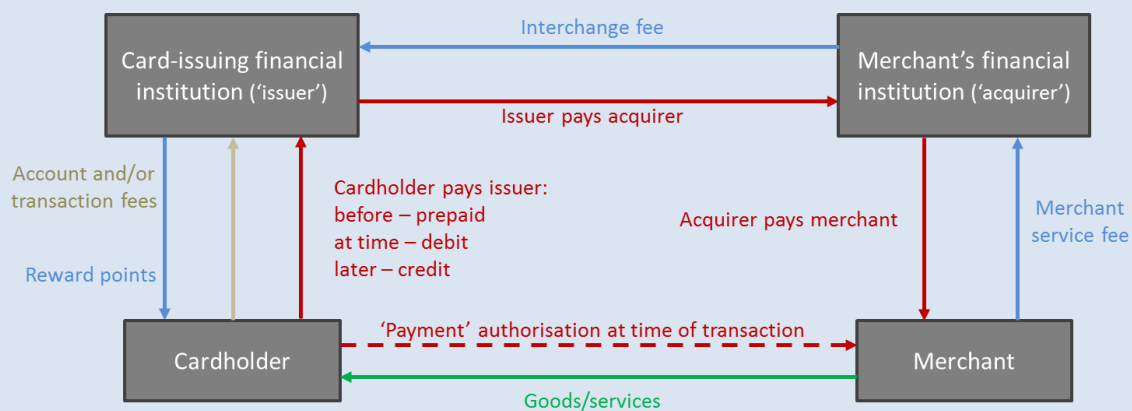 Interchange fee
Card-issuing financial
institution (‘issuer’)
Merchant’s financial
institution (‘acquirer’)
Issuer pays acquirer
Account and/or
transaction fees
Cardholder pays issuer:
before – prepaid
at time – debit
later – credit
Acquirer pays merchant
Merchant
service fee
Reward points
‘Payment’ authorisation at time of transaction
Cardholder
Merchant
Goods/services